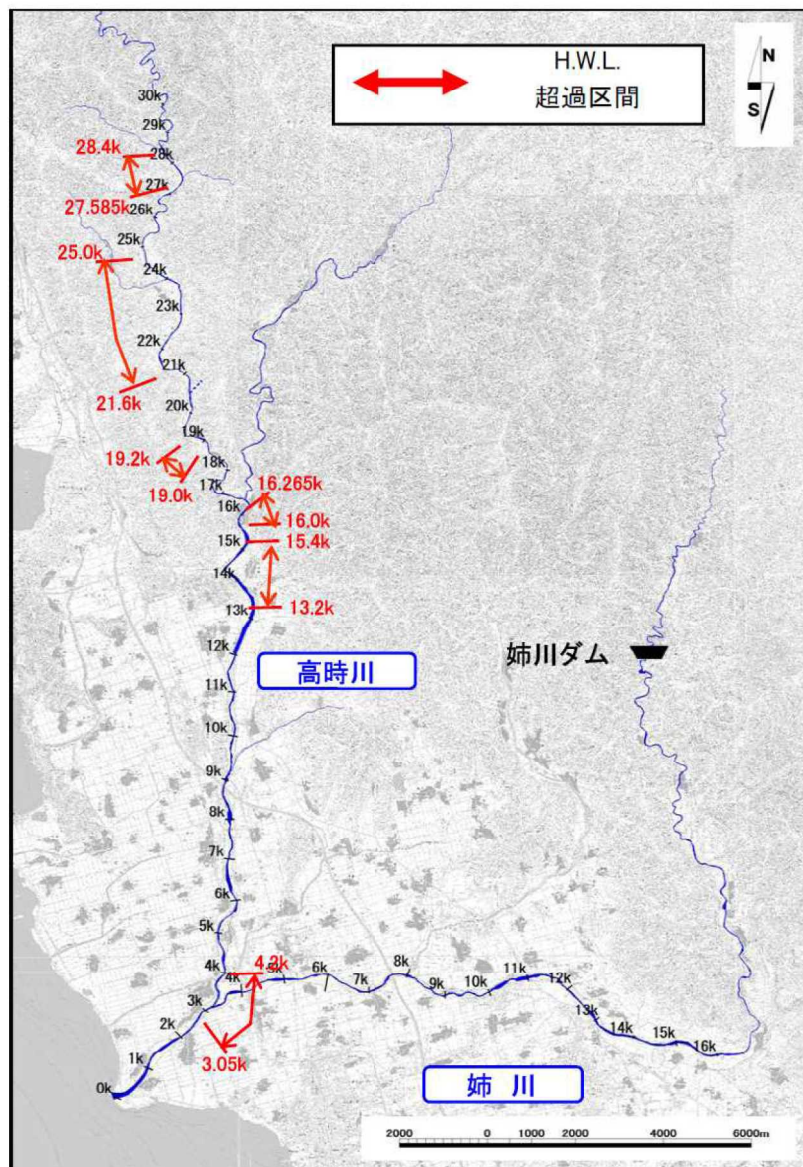 H.W.L.
超過区間
N
S
30k
29k
28.4k
28k
27k
27.585k
26k
25k
25.0k
24k
23k
22k
21k
21.6k
20k
19k
19.2k
18k
19.0k
17k
16.265k
16k
16.0k
15k
15.4k
14k
13k
13.2k
12k
高時川
姉川ダム
11k
10k
9k
8k
7k
6k
5k
4k
4.2k
4k
5k
6k
7k
8k
9k
10k
11k
12k
13k
14k
15k
16k
3k
2k
3.05k
1k
0k
姉 川
2000 0 2000 4000 6000m